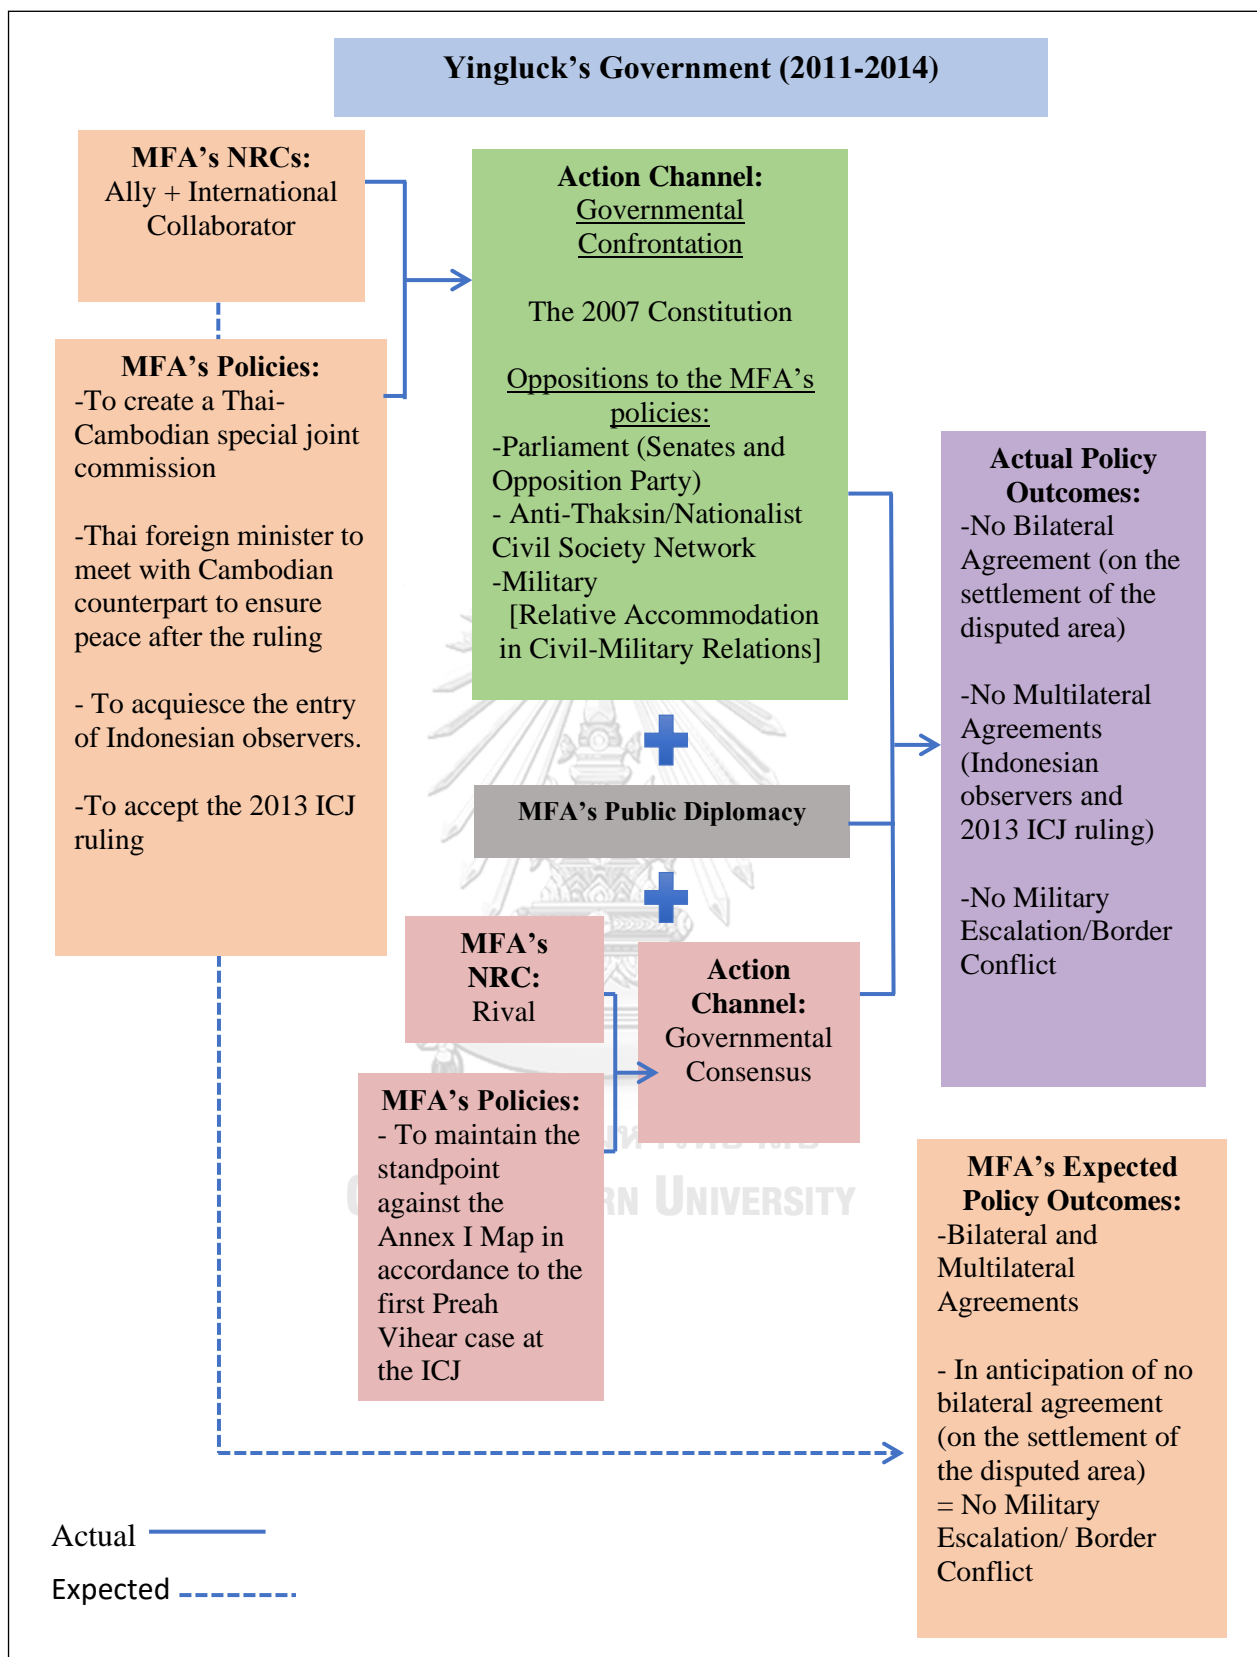 Yingluck’s Government (2011-2014)
MFA’s NRCs:
Ally + International
Collaborator
MFA’s Policies:
-To create a Thai-
Cambodian special joint
commission
-Thai foreign minister to
meet with Cambodian
counterpart to ensure
peace after the ruling
- To acquiesce the entry
of Indonesian observers.
-To accept the 2013 ICJ
ruling
Action Channel:
Governmental
Confrontation
The 2007 Constitution
Oppositions to the MFA’s
policies:
-Parliament (Senates and
Opposition Party)
- Anti-Thaksin/Nationalist
Civil Society Network
-Military
[Relative Accommodation
in Civil-Military Relations]
MFA’s Public Diplomacy
MFA’s
NRC:
Rival
MFA’s Policies:
- To maintain the
standpoint
against the
Annex I Map in
accordance to the
first Preah
Vihear case at
the ICJ
Action
Channel:
Governmental
Consensus
Actual Policy
Outcomes:
-No Bilateral
Agreement (on the
settlement of the
disputed area)
-No Multilateral
Agreements
(Indonesian
observers and
2013 ICJ ruling)
-No Military
Escalation/Border
Conflict
MFA’s Expected
Policy Outcomes:
-Bilateral and
Multilateral
Agreements
- In anticipation of no
bilateral agreement
(on the settlement of
the disputed area)
= No Military
Escalation/ Border
Conflict
UNIVERSITY
Actual
Expected